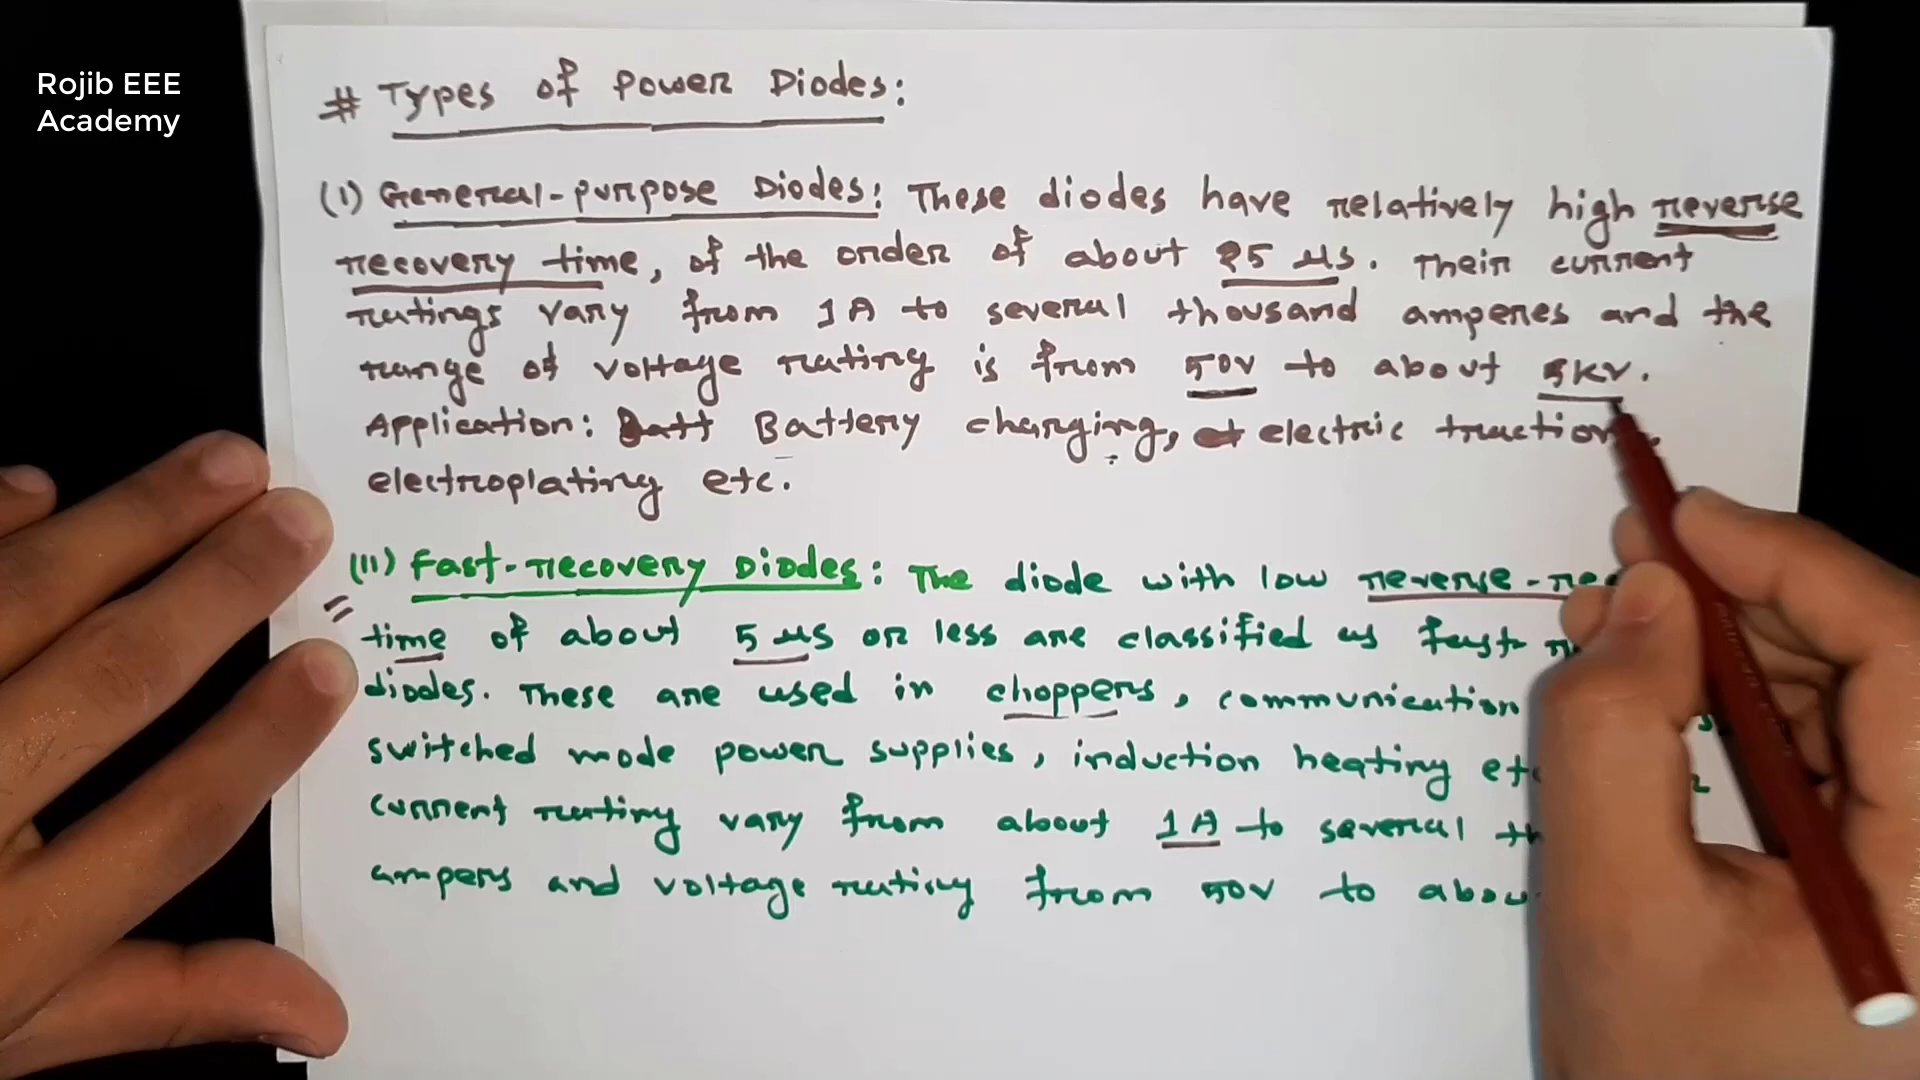 Rojib EEE
Academy
# Types of Power Diodes:
(I) General-purpose Diodes: These diodes have relatively high reverse
recovery time, of the order of about 25 μs. Their current
ratings vary from 1A to several thousand amperes and the
range of voltage rating is from 50V to about 5KV.
Application: Battery charging, electric traction,
electroplating etc.
(II) Fast-recovery Diodes: The diode with low reverse-
time of about 5 μs or less are classified as fast
diodes. These are used in choppers, communication
switched mode power supplies, induction heating
current rating vary from about 1A to several
ampers and voltage rating from 50V to